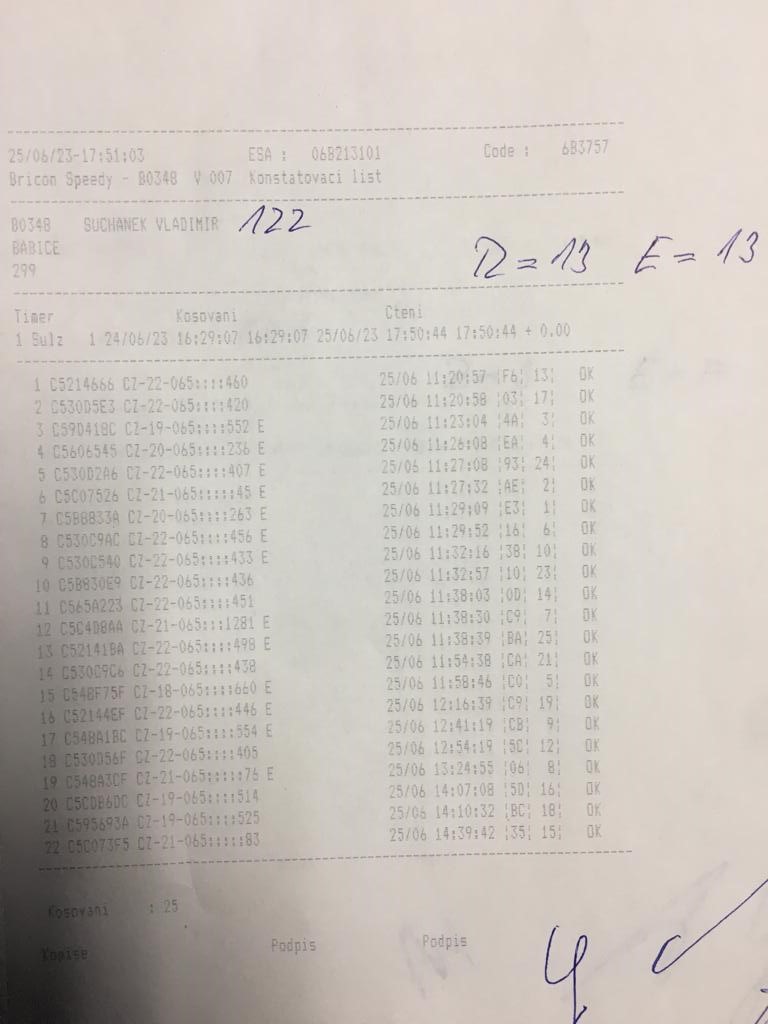 25/06/23-17:51:03 ESA : 06B213101 Code : 6B3757
Bricon Speedy - B0348 V 007 Konstatovaci list
B0348 SUCHANEK VLADIMIR 122
BABICE
299
R = 13 E = 13
Timer Kosovani Cteni
1 Sulz 1 24/06/23 16:29:07 16:29:07 25/06/23 17:50:44 17:50:44 + 0.00
1 C5214666 CZ-22-065::::460 25/06 11:20:57 ¦F6¦ 13¦ OK
2 C530D5E3 CZ-22-065::::420 25/06 11:20:58 ¦03¦ 17¦ OK
3 C59D418C CZ-19-065::::552 E 25/06 11:23:04 ¦4A¦ 3¦ OK
4 C5606545 CZ-20-065::::236 E 25/06 11:26:08 ¦EA¦ 4¦ OK
5 C530D2A6 CZ-22-065::::407 E 25/06 11:27:08 ¦93¦ 24¦ OK
6 C5C07526 CZ-21-065:::::45 E 25/06 11:27:32 ¦AE¦ 2¦ OK
7 C5B8833A CZ-20-065::::263 E 25/06 11:29:09 ¦E3¦ 1¦ OK
8 C530C9AC CZ-22-065::::456 E 25/06 11:29:52 ¦16¦ 6¦ OK
9 C530C540 CZ-22-065::::433 E 25/06 11:32:16 ¦38¦ 10¦ OK
10 C5B830E9 CZ-22-065::::436 25/06 11:32:57 ¦10¦ 23¦ OK
11 C565A223 CZ-22-065::::451 25/06 11:38:03 ¦0D¦ 14¦ OK
12 C5C4D8AA CZ-21-065:::1281 E 25/06 11:38:30 ¦C9¦ 7¦ OK
13 C52141BA CZ-22-065::::498 E 25/06 11:38:39 ¦BA¦ 25¦ OK
14 C530C9C6 CZ-22-065::::438 25/06 11:54:38 ¦CA¦ 21¦ OK
15 C548F75F CZ-18-065::::660 E 25/06 11:58:46 ¦C0¦ 5¦ OK
16 C52144EF CZ-22-065::::446 E 25/06 12:16:39 ¦C9¦ 19¦ OK
17 C548A1BC CZ-19-065::::554 E 25/06 12:41:19 ¦CB¦ 9¦ OK
18 C530D56F CZ-22-065::::405 25/06 12:54:19 ¦5C¦ 12¦ OK
19 C548A3CF CZ-21-065:::::76 E 25/06 13:24:55 ¦06¦ 8¦ OK
20 C5CDB6DC CZ-19-065::::514 25/06 14:07:08 ¦5D¦ 16¦ OK
21 C595693A CZ-19-065::::525 25/06 14:10:32 ¦BC¦ 18¦ OK
22 C5C073F5 CZ-21-065:::::83 25/06 14:39:42 ¦35¦ 15¦ OK
Kosovani : 25
Komise Podpis Podpis